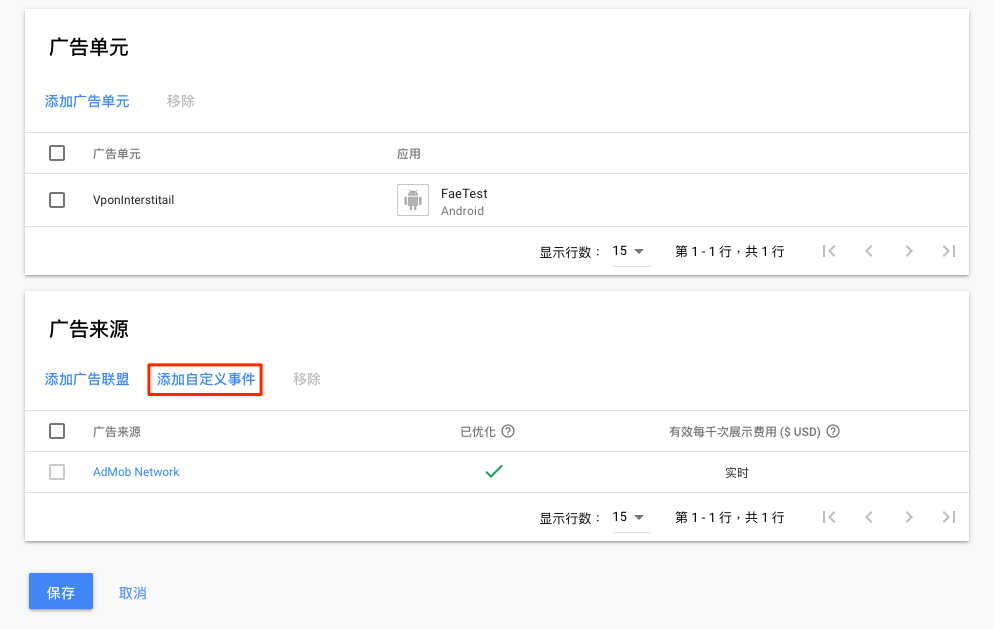 广告单元
添加广告单元 移除
广告单元 应用
VponInterstitail FaeTest
Android
显示行数： 15 第 1 - 1 行，共 1 行
广告来源
添加广告联盟 添加自定义事件 移除
广告来源 已优化 有效每千次展示费用 ($ USD)
AdMob Network 实时
显示行数： 15 第 1 - 1 行，共 1 行
保存 取消